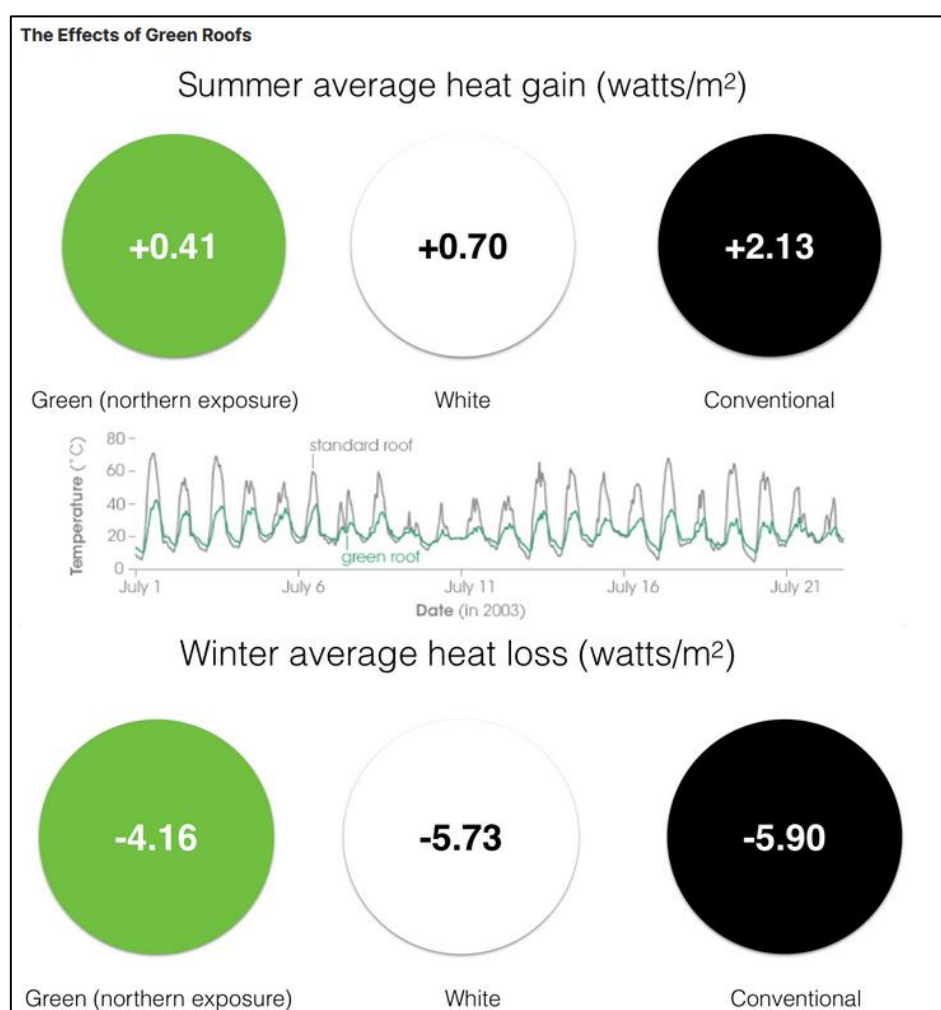 The Effects of Green Roofs
Summer average heat gain (watts/m²)
+0.41
+0.70
+2.13
Green (northern exposure)
White
Conventional
Temperature (°C)
80
60
40
20
0
standard roof
green roof
July 1
July 6
July 11
July 16
July 21
Date (in 2003)
Winter average heat loss (watts/m²)
-4.16
-5.73
-5.90
Green (northern exposure)
White
Conventional